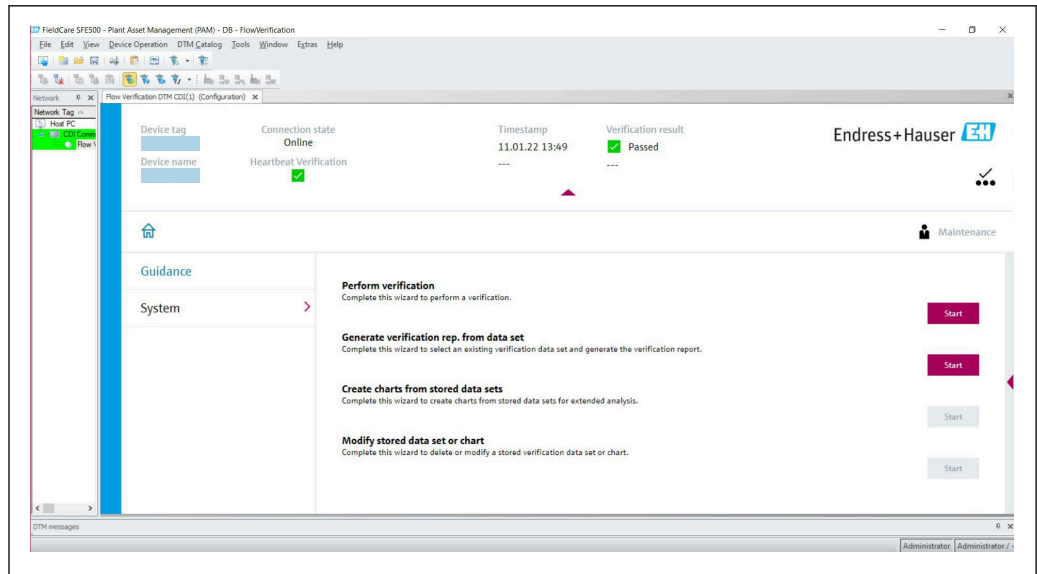 FieldCare SFE500 - Plant Asset Management (PAM) - DB - FlowVerification
File Edit View Device Operation DTM Catalog Tools Window Extras Help
Network
Flow Verification DTM CDI(1) (Configuration)
Network Tag
Host PC
CDI Comm
Flow
Device tag
Connection state
Online
Timestamp
11.01.22 13:49
Verification result
Passed
Endress+Hauser
EH
Device name
Heartbeat Verification
---
---
Maintenance
Guidance
System
Perform verification
Complete this wizard to perform a verification.
Start
Generate verification rep. from data set
Complete this wizard to select an existing verification data set and generate the verification report.
Start
Create charts from stored data sets
Complete this wizard to create charts from stored data sets for extended analysis.
Start
Modify stored data set or chart
Complete this wizard to delete or modify a stored verification data set or chart.
Start
DTM messages
Administrator
Administrator / -